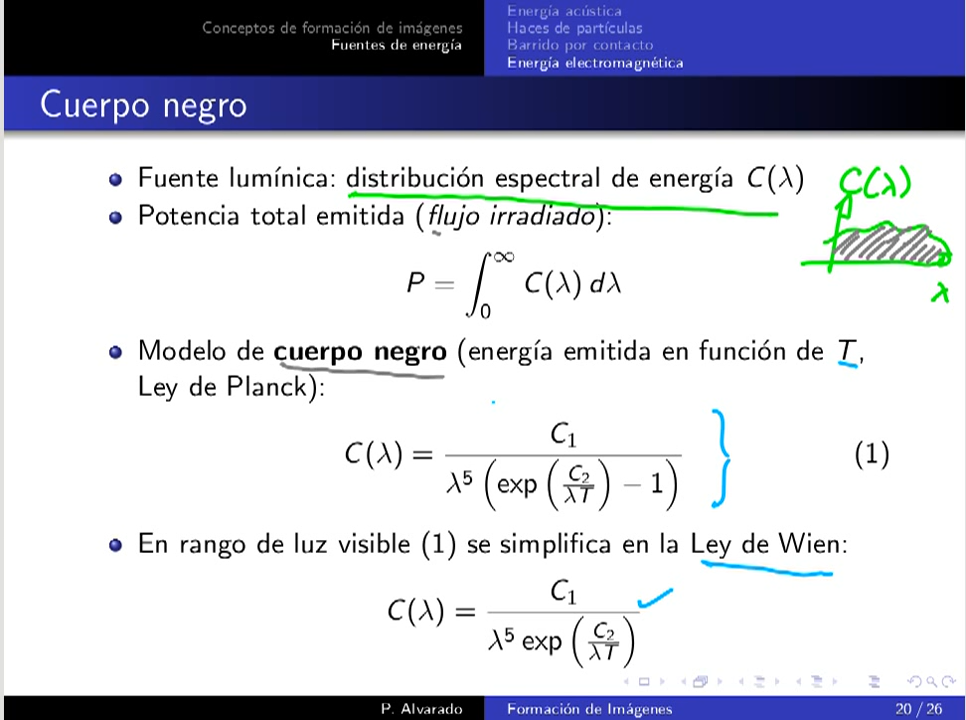 Conceptos de formación de imágenes
Fuentes de energía
Energía acústica
Haces de partículas
Barrido por contacto
Energía electromagnética
Cuerpo negro
Fuente lumínica: distribución espectral de energía C(λ)
C(λ)
Potencia total emitida (flujo irradiado):
P = ∫₀^∞ C(λ) dλ
λ
Modelo de cuerpo negro (energía emitida en función de T,
Ley de Planck):
C(λ) = C₁ / (λ⁵ (exp (C₂ / λT) − 1)) (1)
En rango de luz visible (1) se simplifica en la Ley de Wien:
C(λ) = C₁ / (λ⁵ exp (C₂ / λT))
P. Alvarado
Formación de Imágenes
20 / 26